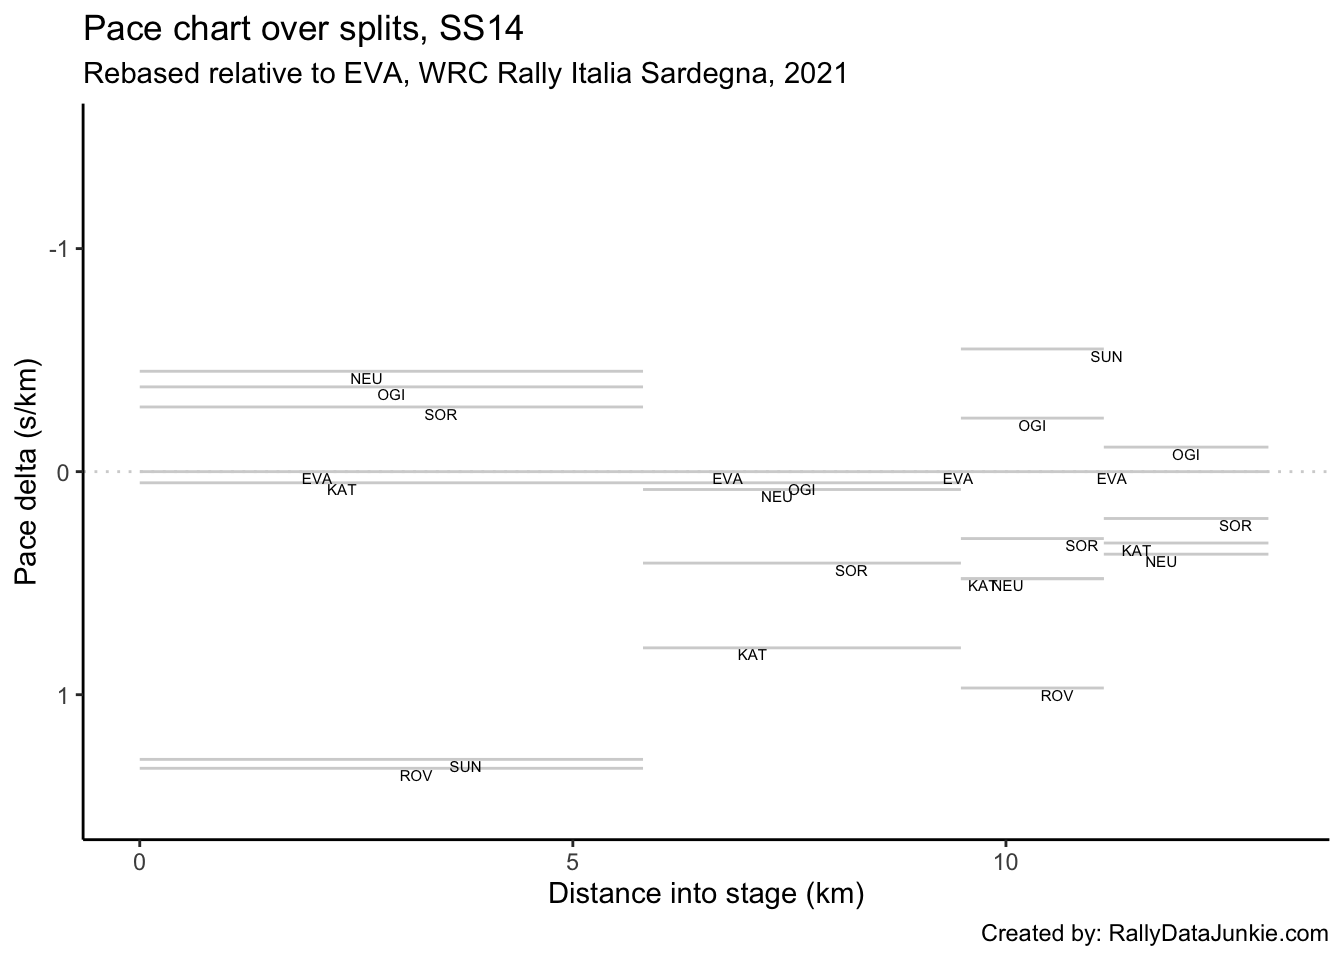 Pace chart over splits, SS14
Rebased relative to EVA, WRC Rally Italia Sardegna, 2021
Pace delta (s/km)
-1
0
1
SUN
NEU
OGI
SOR
OGI
OGI
EVA
EVA
EVA
EVA
KAT
NEU
OGI
SOR
SOR
SOR
KAT
NEU
KAT
NEU
KAT
ROV
SUN
ROV
0
5
10
Distance into stage (km)
Created by: RallyDataJunkie.com